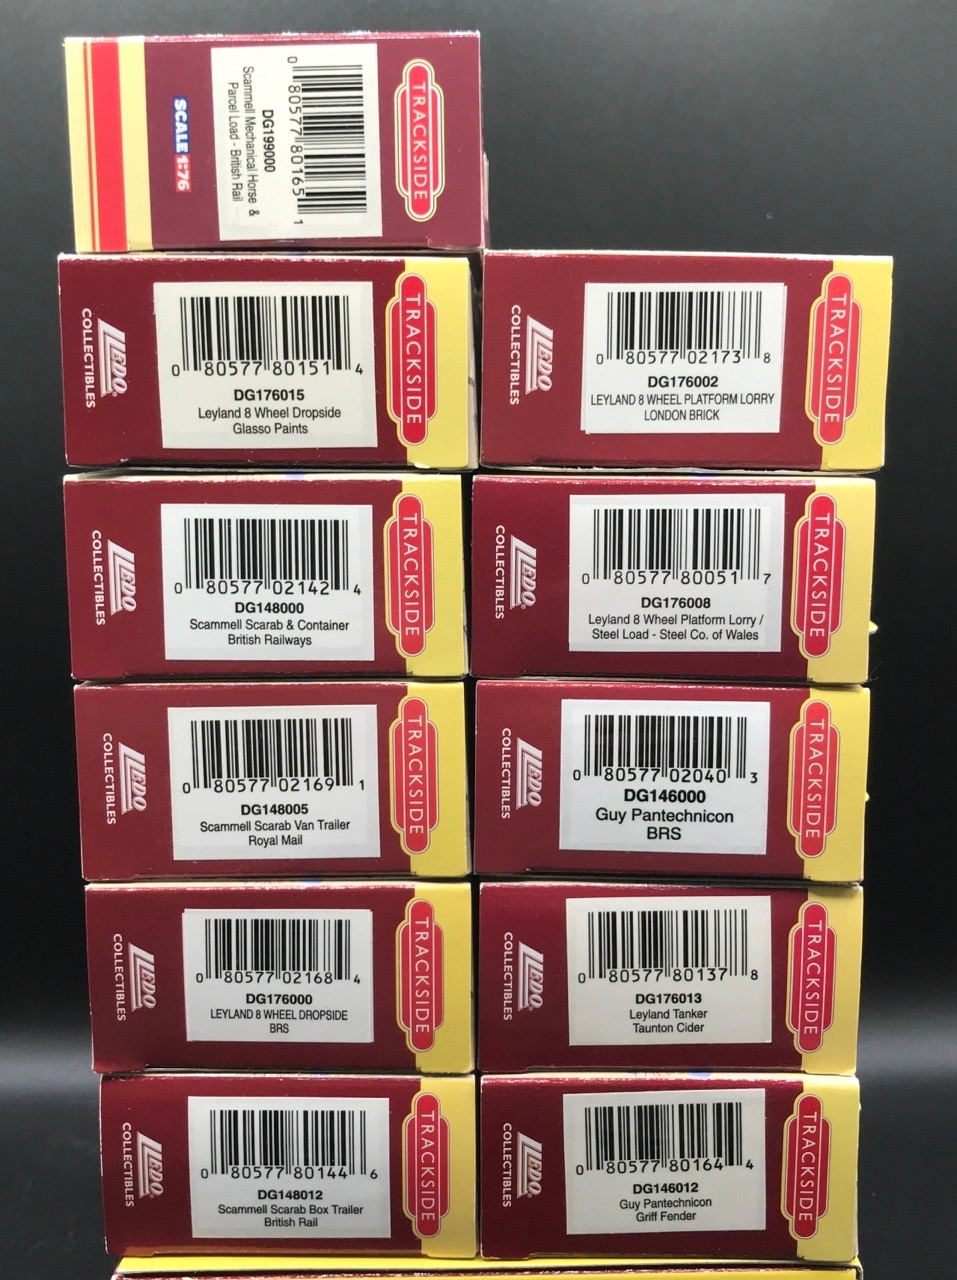 TRACKSIDE
0 80577 80165 1
DG199000
Scammell Mechanical Horse &
Parcel Load - British Rail
SCALE 1:76
LLEDO
COLLECTIBLES
0 80577 80151 4
DG176015
Leyland 8 Wheel Dropside
Glasso Paints
TRACKSIDE
LLEDO
COLLECTIBLES
0 80577 02173 8
DG176002
LEYLAND 8 WHEEL PLATFORM LORRY
LONDON BRICK
TRACKSIDE
LLEDO
COLLECTIBLES
0 80577 02142 4
DG148000
Scammell Scarab & Container
British Railways
TRACKSIDE
LLEDO
COLLECTIBLES
0 80577 80051 7
DG176008
Leyland 8 Wheel Platform Lorry /
Steel Load - Steel Co. of Wales
TRACKSIDE
LLEDO
COLLECTIBLES
0 80577 02169 1
DG148005
Scammell Scarab Van Trailer
Royal Mail
TRACKSIDE
LLEDO
COLLECTIBLES
0 80577 02040 3
DG146000
Guy Pantechnicon
BRS
TRACKSIDE
LLEDO
COLLECTIBLES
0 80577 02168 4
DG176000
LEYLAND 8 WHEEL DROPSIDE
BRS
TRACKSIDE
LLEDO
COLLECTIBLES
0 80577 80137 8
DG176013
Leyland Tanker
Taunton Cider
TRACKSIDE
LLEDO
COLLECTIBLES
0 80577 80144 6
DG148012
Scammell Scarab Box Trailer
British Rail
TRACKSIDE
LLEDO
COLLECTIBLES
0 80577 80164 4
DG146012
Guy Pantechnicon
Griff Fender
TRACKSIDE